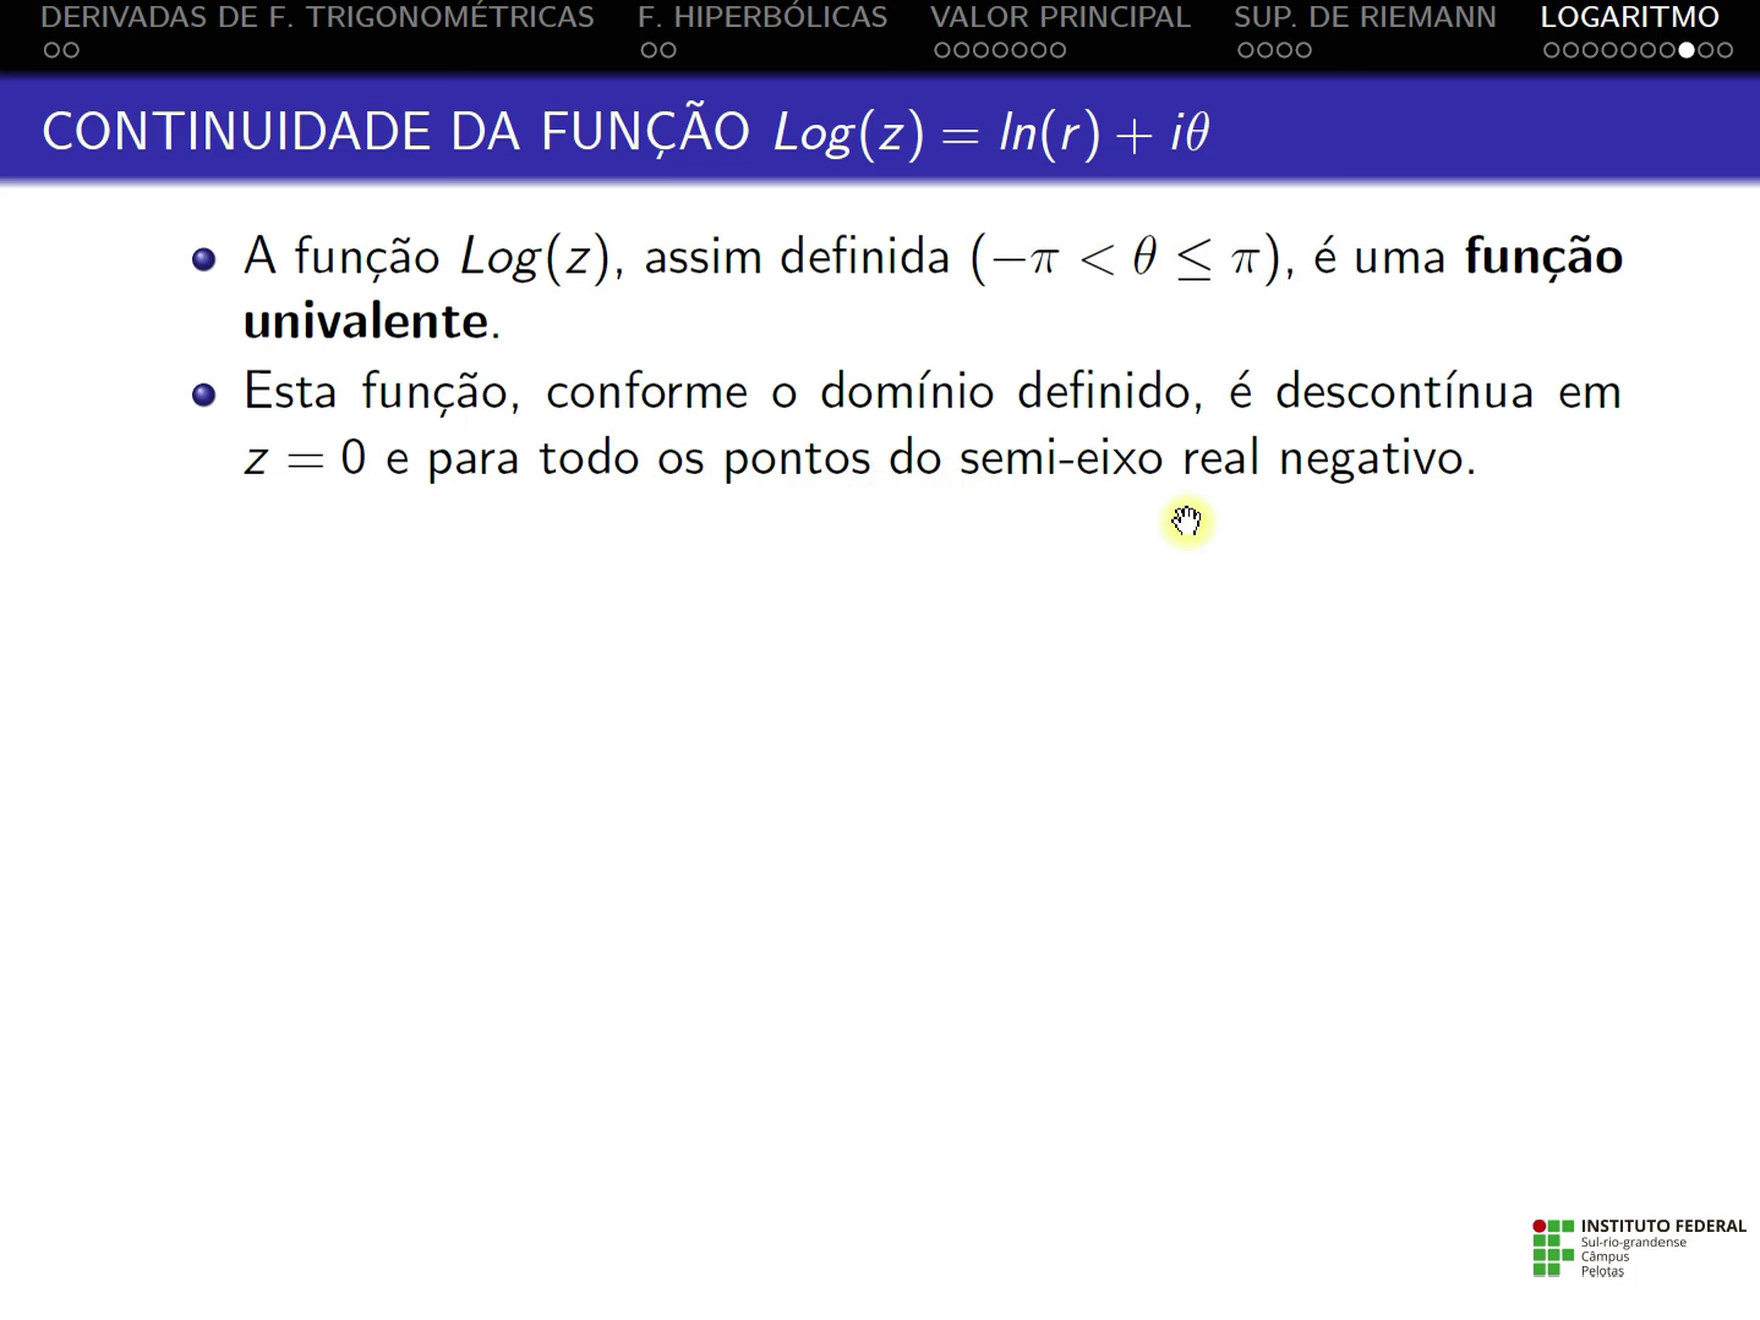 DERIVADAS DE F. TRIGONOMÉTRICAS F. HIPERBÓLICAS VALOR PRINCIPAL SUP. DE RIEMANN LOGARITMO
CONTINUIDADE DA FUNÇÃO Log(z) = ln(r) + iθ
A função Log(z), assim definida (−π < θ ≤ π), é uma função
univalente.
Esta função, conforme o domínio definido, é descontínua em
z = 0 e para todo os pontos do semi-eixo real negativo.
INSTITUTO FEDERAL
Sul-rio-grandense
Câmpus
Pelotas